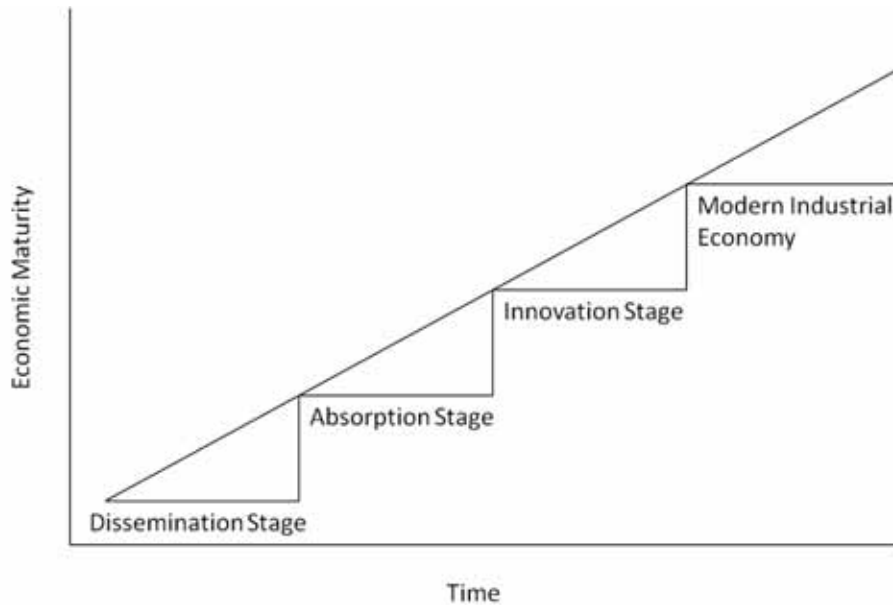 Economic Maturity
Modern Industrial
Economy
Innovation Stage
Absorption Stage
Dissemination Stage
Time